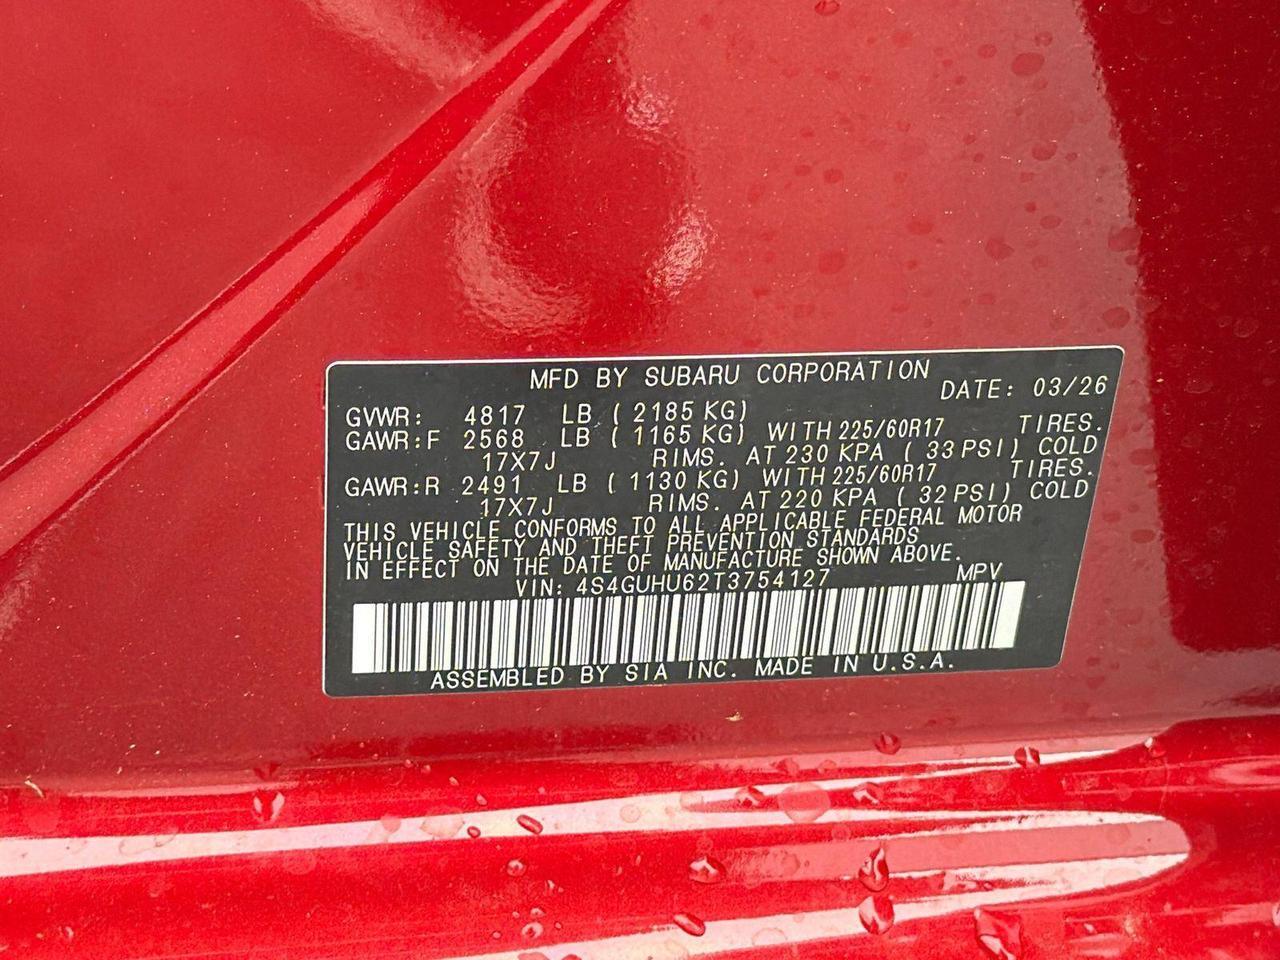 MFD BY SUBARU CORPORATION
DATE: 03/26
GVWR: 4817 LB ( 2185 KG)
GAWR:F 2568 LB ( 1165 KG) WITH 225/60R17 TIRES.
17X7J RIMS. AT 230 KPA ( 33 PSI) COLD
GAWR:R 2491 LB ( 1130 KG) WITH 225/60R17 TIRES.
17X7J RIMS. AT 220 KPA ( 32 PSI) COLD
THIS VEHICLE CONFORMS TO ALL APPLICABLE FEDERAL MOTOR
VEHICLE SAFETY AND THEFT PREVENTION STANDARDS
IN EFFECT ON THE DATE OF MANUFACTURE SHOWN ABOVE.
VIN: 4S4GUHU62T3754127 MPV
ASSEMBLED BY SIA INC. MADE IN U.S.A.